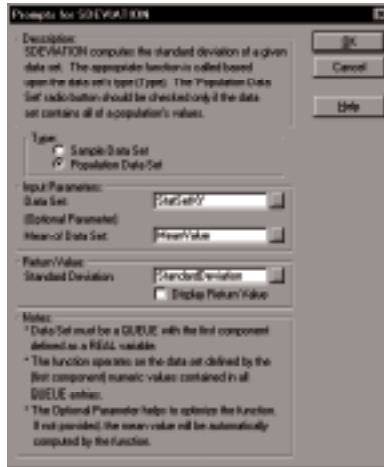 Prompts for SDEVIATION
Description:
SDEVIATION computes the standard deviation of a given
data set. The appropriate function is called based
upon the data set's type (Type). The 'Population Data
Set' radio button should be checked only if the data
set contains all of a population's values.
OK
Cancel
Help
Type:
Sample Data Set
Population Data Set
Input Parameters:
Data Set:
StatSetXY
(Optional Parameter)
Mean of Data Set:
MeanValue
Return Value:
Standard Deviation:
StandardDeviation
Display Return Value
Notes:
* Data Set must be a QUEUE with the first component
defined as a REAL variable.
* The function operates on the data set defined by the
(first component) numeric values contained in all
QUEUE entries.
* The Optional Parameter helps to optimize the function.
If not provided, the mean value will be automatically
computed by the function.